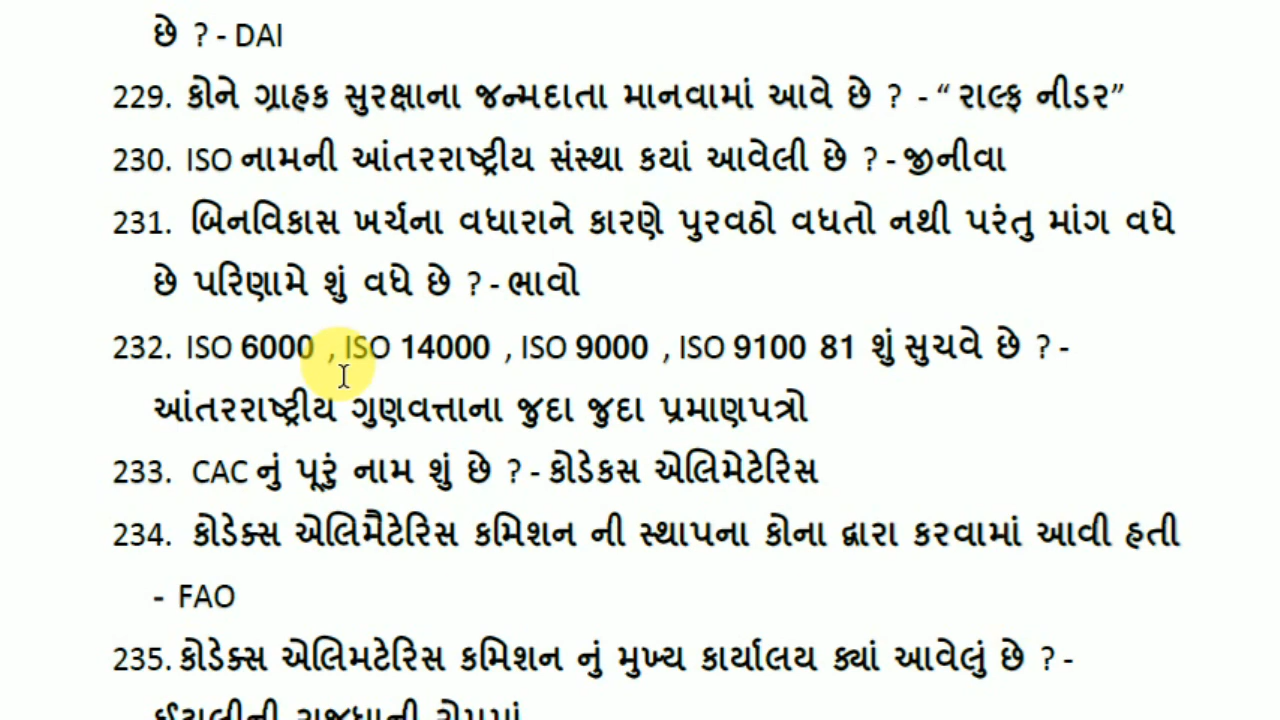 છે ? - DAI
229. કોને ગ્રાહક સુરક્ષાના જન્મદાતા માનવામાં આવે છે ? - “ રાલ્ફ નીડર”
230. ISO નામની આંતરરાષ્ટ્રીય સંસ્થા કયાં આવેલી છે ? - જીનીવા
231. બિનવિકાસ ખર્ચના વધારાને કારણે પુરવઠો વધતો નથી પરંતુ માંગ વધે
છે પરિણામે શું વધે છે ? - ભાવો
232. ISO 6000 , ISO 14000 , ISO 9000 , ISO 9100 81 શું સુચવે છે ? -
આંતરરાષ્ટ્રીય ગુણવત્તાના જુદા જુદા પ્રમાણપત્રો
233. CAC નું પૂરું નામ શું છે ? - કોડેકસ એલિમેટેરિસ
234. કોડેક્સ એલિમૈટેરિસ કમિશન ની સ્થાપના કોના દ્વારા કરવામાં આવી હતી
- FAO
235. કોડેક્સ એલિમટેરિસ કમિશન નું મુખ્ય કાર્યાલય ક્યાં આવેલું છે ? -
ઈટાલીની રાજધાની રોમમાં